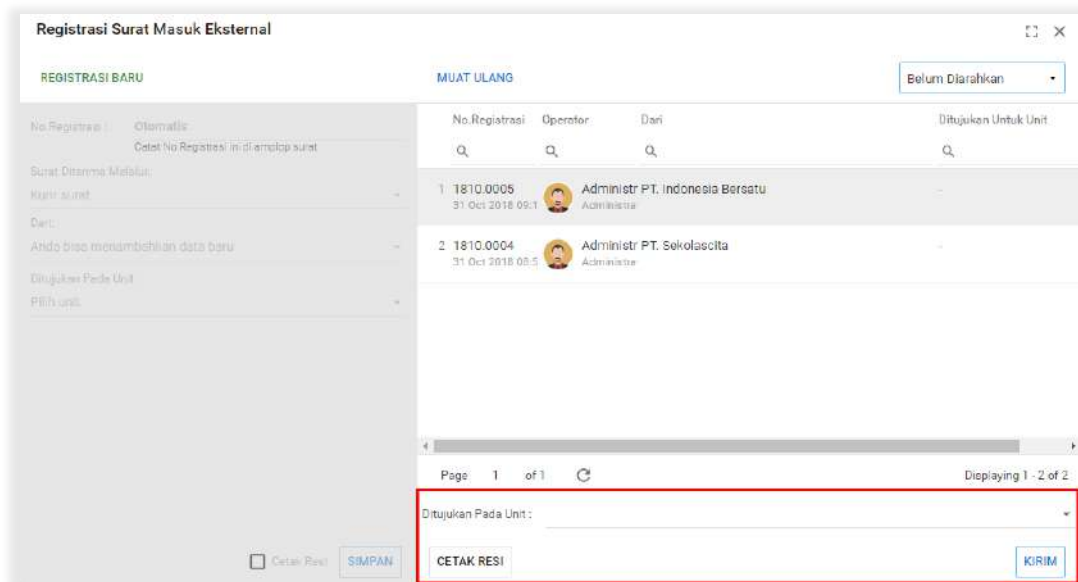 Registrasi Surat Masuk Eksternal
REGISTRASI BARU
MUAT ULANG
Belum Diarahkan
No.Registrasi :
Otomatis
Catat No.Registrasi ini di amplop surat
Surat Diterima Melalui:
Kurir surat
Dari:
Anda bisa menambahkan data baru
Ditujukan Pada Unit
Pilih unit
No.Registrasi Operator Dari Ditujukan Untuk Unit
1 1810.0005 Administr PT. Indonesia Bersatu -
31 Oct 2018 09:1 Administrar
2 1810.0004 Administr PT. Sekolascita -
31 Oct 2018 08:5 Administrar
Page 1 of 1 Displaying 1 - 2 of 2
Ditujukan Pada Unit :
Cetak Resi SIMPAN
CETAK RESI KIRIM